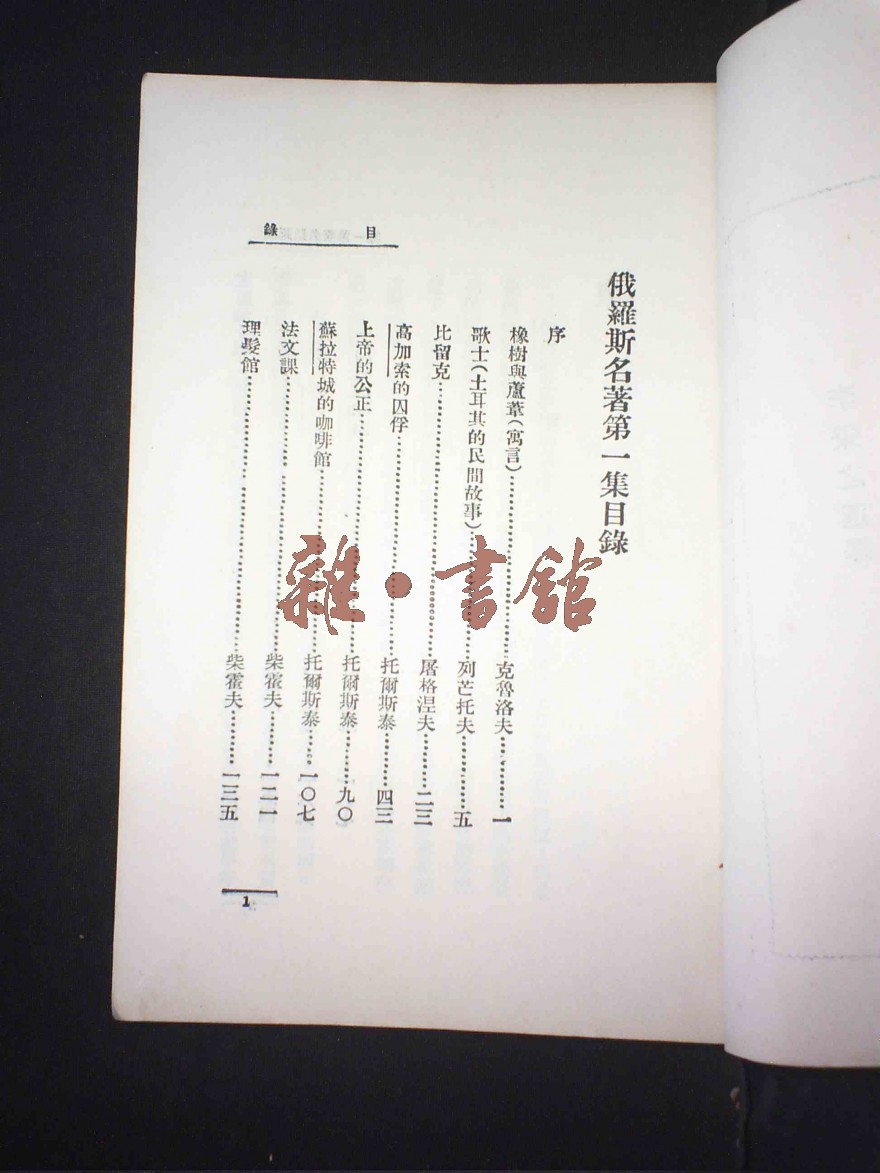 目錄
俄羅斯名著第一集目錄
序
橡樹與蘆葦(寓言)……克魯洛夫……一
歌士(土耳其的民間故事)……列芒托夫……五
比留克……屠格涅夫……二三
高加索的囚俘……托爾斯泰……四三
上帝的公正……托爾斯泰……九〇
蘇拉特城的咖啡館……托爾斯泰……一〇七
法文課……柴霍夫……一二一
理髮館……柴霍夫……一三五
1
雜·書館